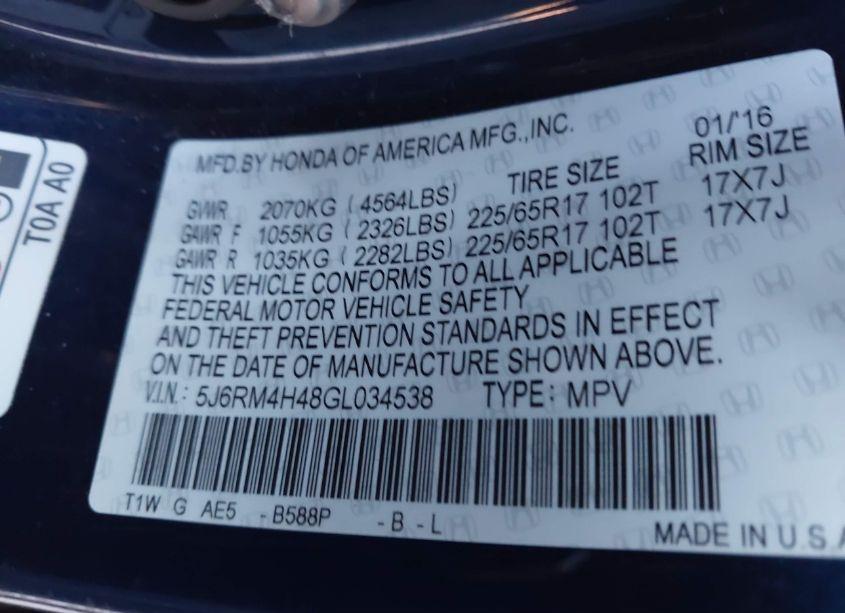 MFD.BY HONDA OF AMERICA MFG.,INC. 01/'16
TIRE SIZE RIM SIZE
GVWR 2070KG ( 4564LBS)
GAWR F 1055KG ( 2326LBS) 225/65R17 102T 17X7J
GAWR R 1035KG ( 2282LBS) 225/65R17 102T 17X7J
THIS VEHICLE CONFORMS TO ALL APPLICABLE
FEDERAL MOTOR VEHICLE SAFETY
AND THEFT PREVENTION STANDARDS IN EFFECT
ON THE DATE OF MANUFACTURE SHOWN ABOVE.
V.I.N.: 5J6RM4H48GL034538 TYPE: MPV
T1W G AE5 -B588P -B -L
MADE IN U.S.A
T0A A0